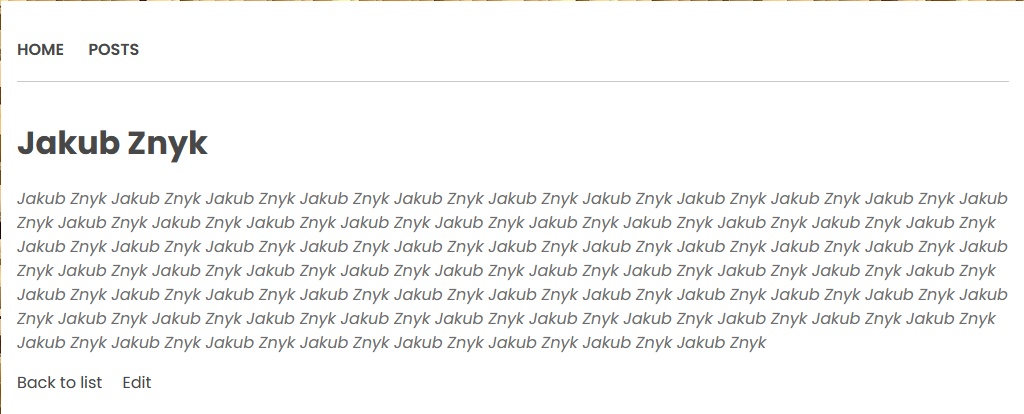 HOME POSTS
Jakub Znyk
Jakub Znyk Jakub Znyk Jakub Znyk Jakub Znyk Jakub Znyk Jakub Znyk Jakub Znyk Jakub Znyk Jakub Znyk Jakub Znyk Jakub
Znyk Jakub Znyk Jakub Znyk Jakub Znyk Jakub Znyk Jakub Znyk Jakub Znyk Jakub Znyk Jakub Znyk Jakub Znyk Jakub Znyk
Jakub Znyk Jakub Znyk Jakub Znyk Jakub Znyk Jakub Znyk Jakub Znyk Jakub Znyk Jakub Znyk Jakub Znyk Jakub Znyk Jakub
Znyk Jakub Znyk Jakub Znyk Jakub Znyk Jakub Znyk Jakub Znyk Jakub Znyk Jakub Znyk Jakub Znyk Jakub Znyk Jakub Znyk
Jakub Znyk Jakub Znyk Jakub Znyk Jakub Znyk Jakub Znyk Jakub Znyk Jakub Znyk Jakub Znyk Jakub Znyk Jakub Znyk Jakub
Znyk Jakub Znyk Jakub Znyk Jakub Znyk Jakub Znyk Jakub Znyk Jakub Znyk Jakub Znyk Jakub Znyk Jakub Znyk Jakub Znyk
Jakub Znyk Jakub Znyk Jakub Znyk Jakub Znyk Jakub Znyk Jakub Znyk Jakub Znyk Jakub Znyk
Back to list Edit